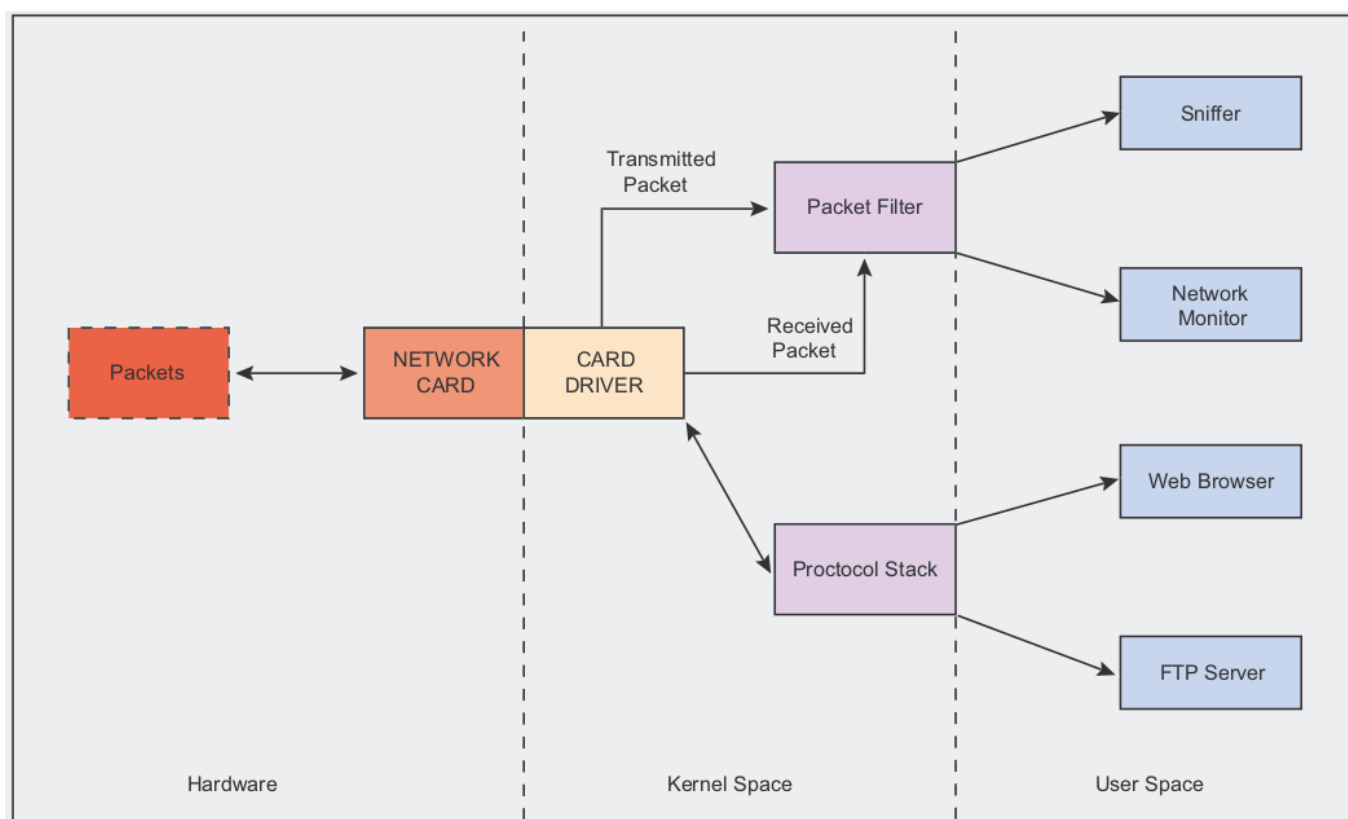 Sniffer
Transmitted
Packet
Packet Filter
Network
Monitor
Received
Packet
Packets
NETWORK
CARD
CARD
DRIVER
Web Browser
Proctocol Stack
FTP Server
Hardware
Kernel Space
User Space